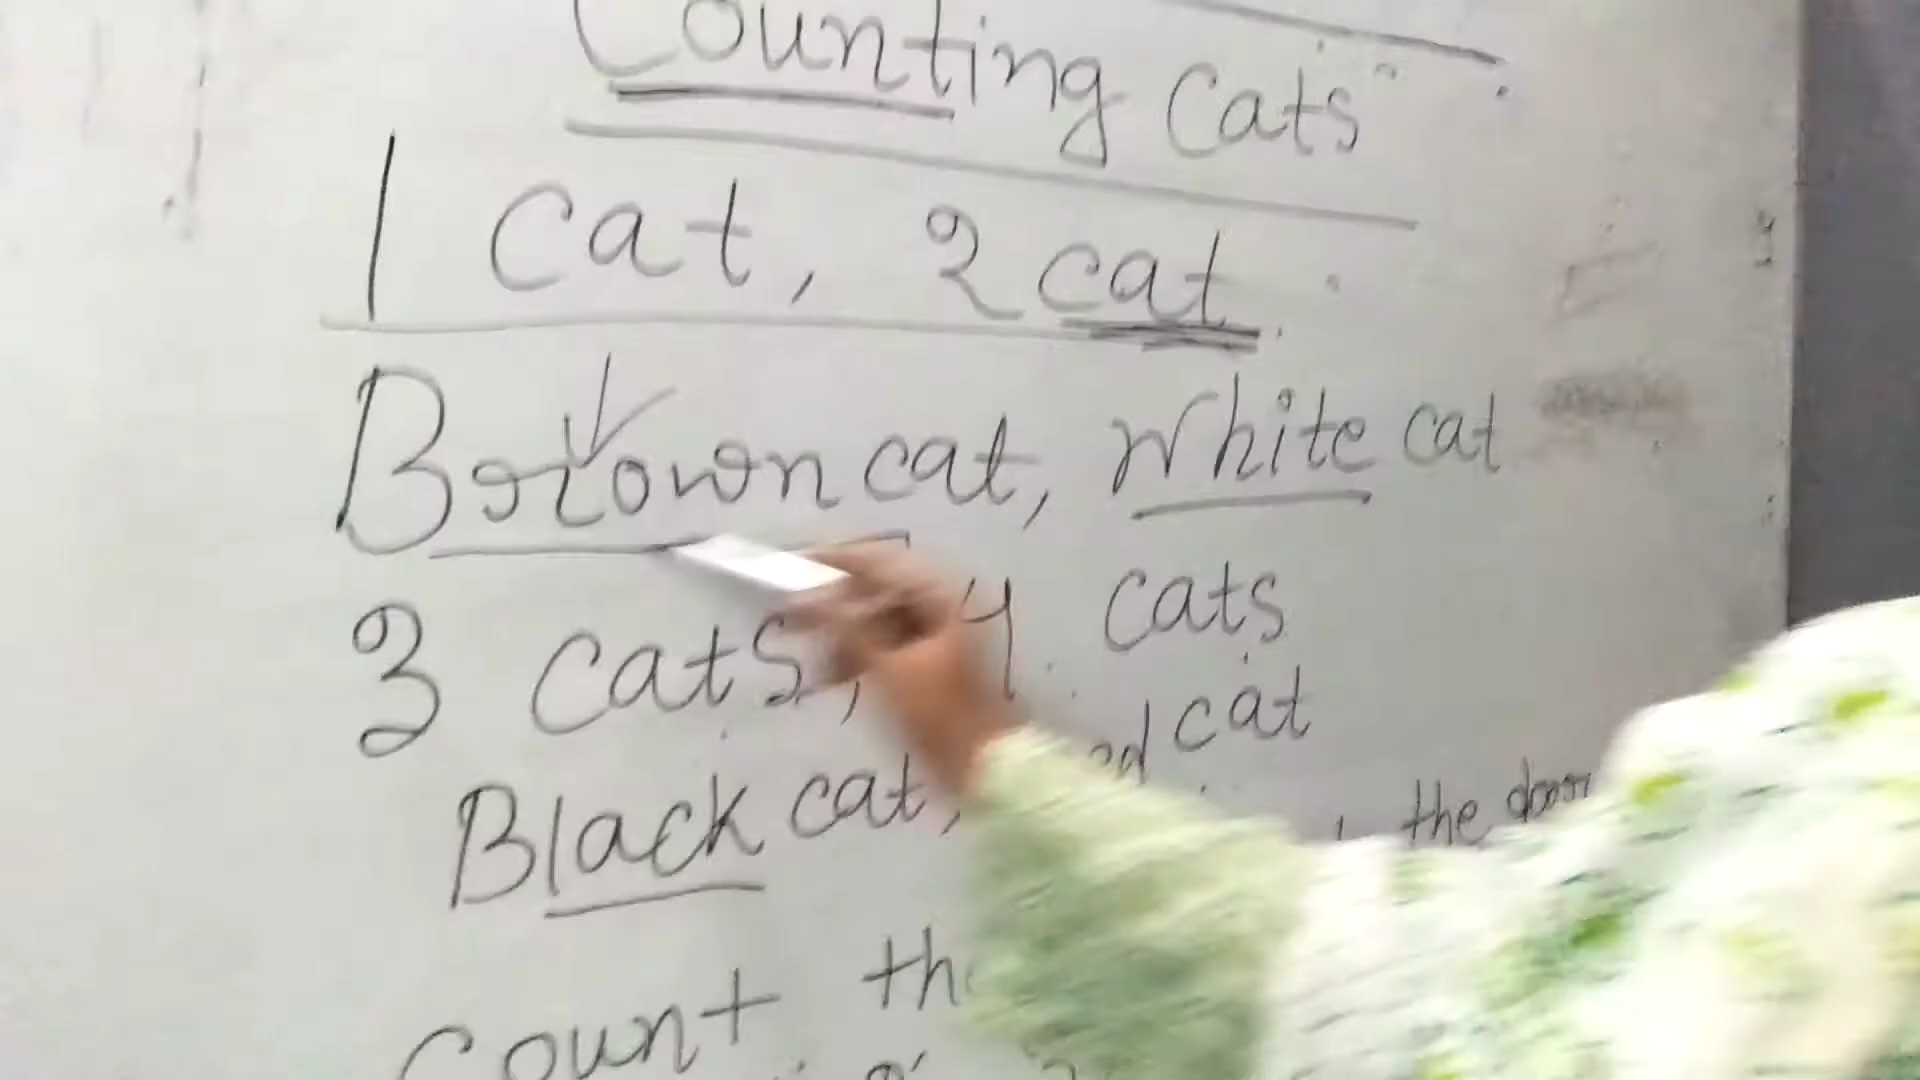 Counting Cats"
1 cat, 2 cat.
Brown cat, White cat
3 cats, 4 cats
Black cat, cat
the door
Count